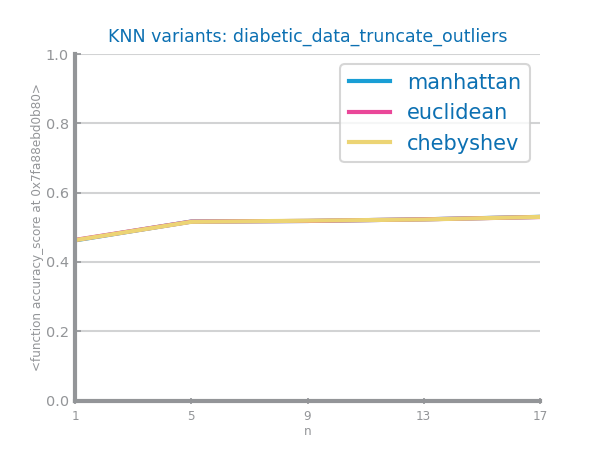 KNN variants: diabetic_data_truncate_outliers
1.0
0.8
0.6
0.4
0.2
0.0
<function accuracy_score at 0x7fa88ebd0b80>
manhattan
euclidean
chebyshev
1 5 9 13 17
n